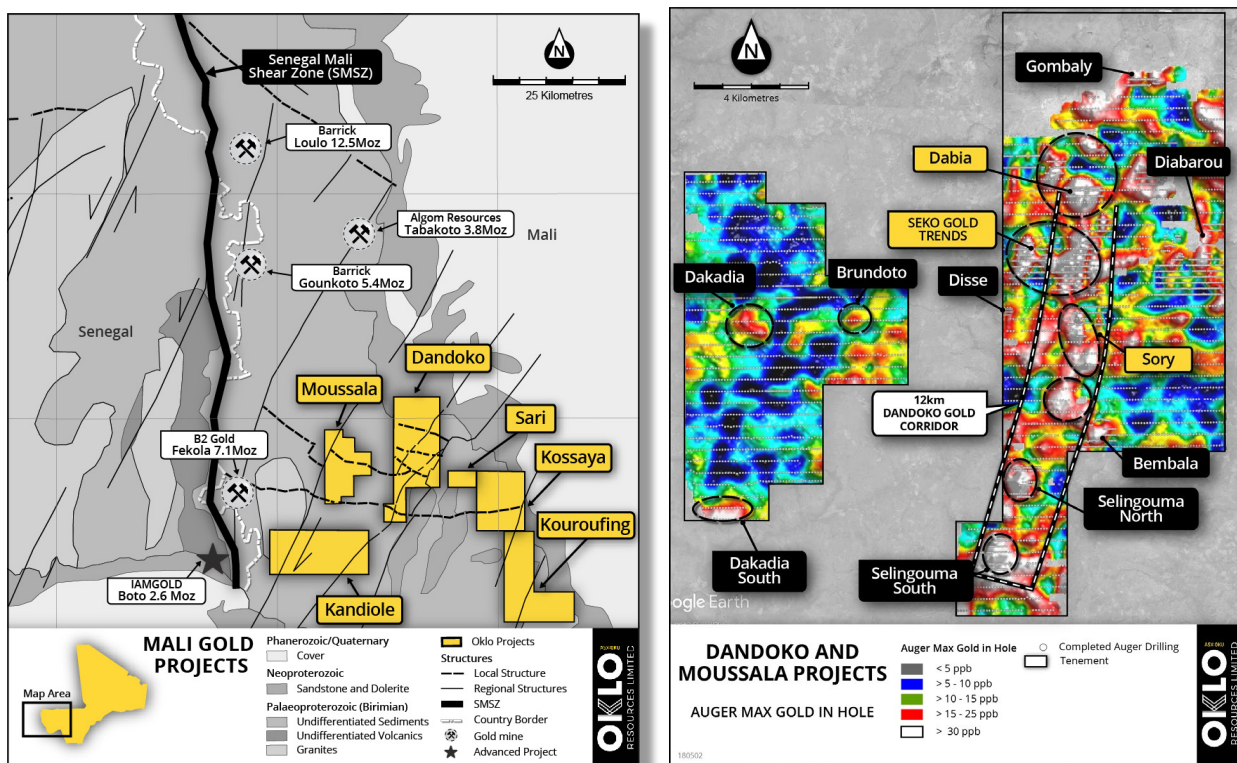 Senegal Mali
Shear Zone (SMSZ)
N
25 Kilometres
Barrick
Loulo 12.5Moz
Algom Resources
Tabakoto 3.8Moz
Mali
Barrick
Gounkoto 5.4Moz
Senegal
Dandoko
Moussala
Sari
B2 Gold
Fekola 7.1Moz
Kossaya
Kouroufing
IAMGOLD
Boto 2.6 Moz
Kandiole
MALI GOLD
PROJECTS
Map Area
Phanerozoic/Quaternary
Cover
Neoproterozoic
Sandstone and Dolerite
Palaeoproterozoic (Birimian)
Undifferentiated Sediments
Undifferentiated Volcanics
Granites
Oklo Projects
Structures
Local Structure
Regional Structures
SMSZ
Country Border
Gold mine
Advanced Project
OKLO
RESOURCES LIMITED
N
4 Kilometres
Gombaly
Dabia
Diabarou
SEKO GOLD
TRENDS
Dakadia
Brundoto
Disse
Sory
12km
DANDOKO GOLD
CORRIDOR
Bembala
Selingouma
North
Dakadia
South
Selingouma
South
ogle Earth
DANDOKO AND
MOUSSALA PROJECTS
AUGER MAX GOLD IN HOLE
180502
Auger Max Gold in Hole
< 5 ppb
> 5 - 10 ppb
> 10 - 15 ppb
> 15 - 25 ppb
> 30 ppb
Completed Auger Drilling
Tenement
OKLO
RESOURCES LIMITED